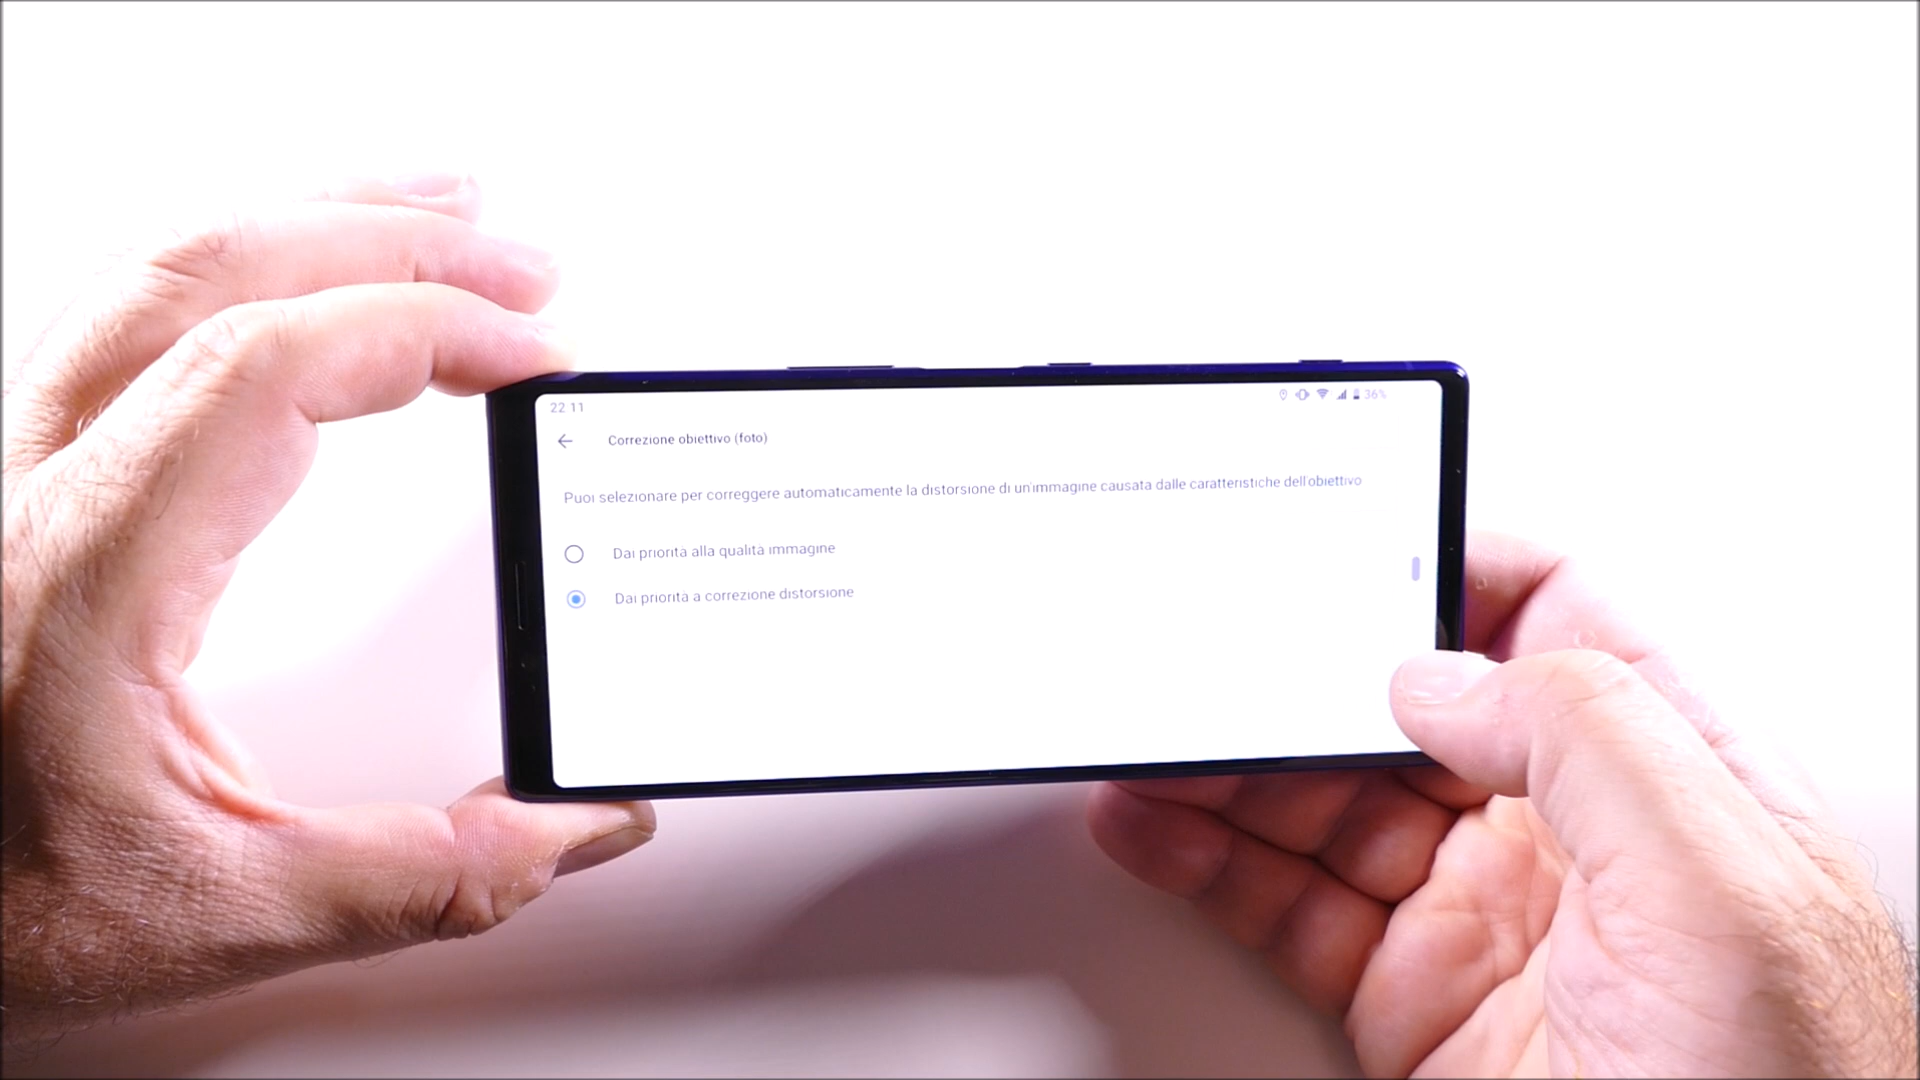 22 11
36%
Correzione obiettivo (foto)
Puoi selezionare per correggere automaticamente la distorsione di un'immagine causata dalle caratteristiche dell'obiettivo
Dai priorità alla qualità immagine
Dai priorità a correzione distorsione